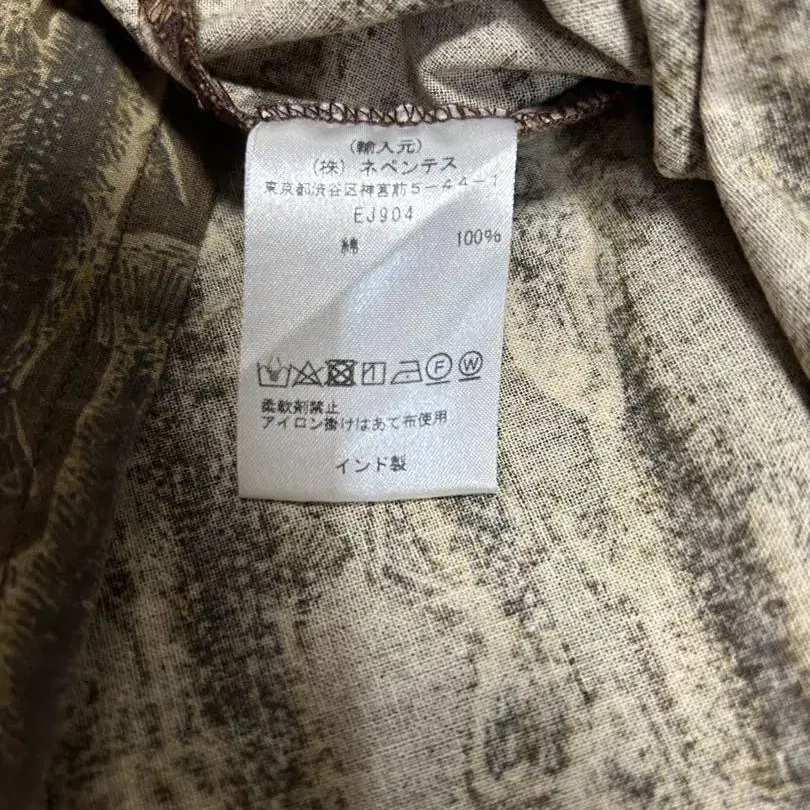 (輸入元)
(株) ネペンテス
東京都渋谷区神宮前5-44-1
EJ904
綿 100%
F W
柔軟剤禁止
アイロン掛けはあて布使用
インド製